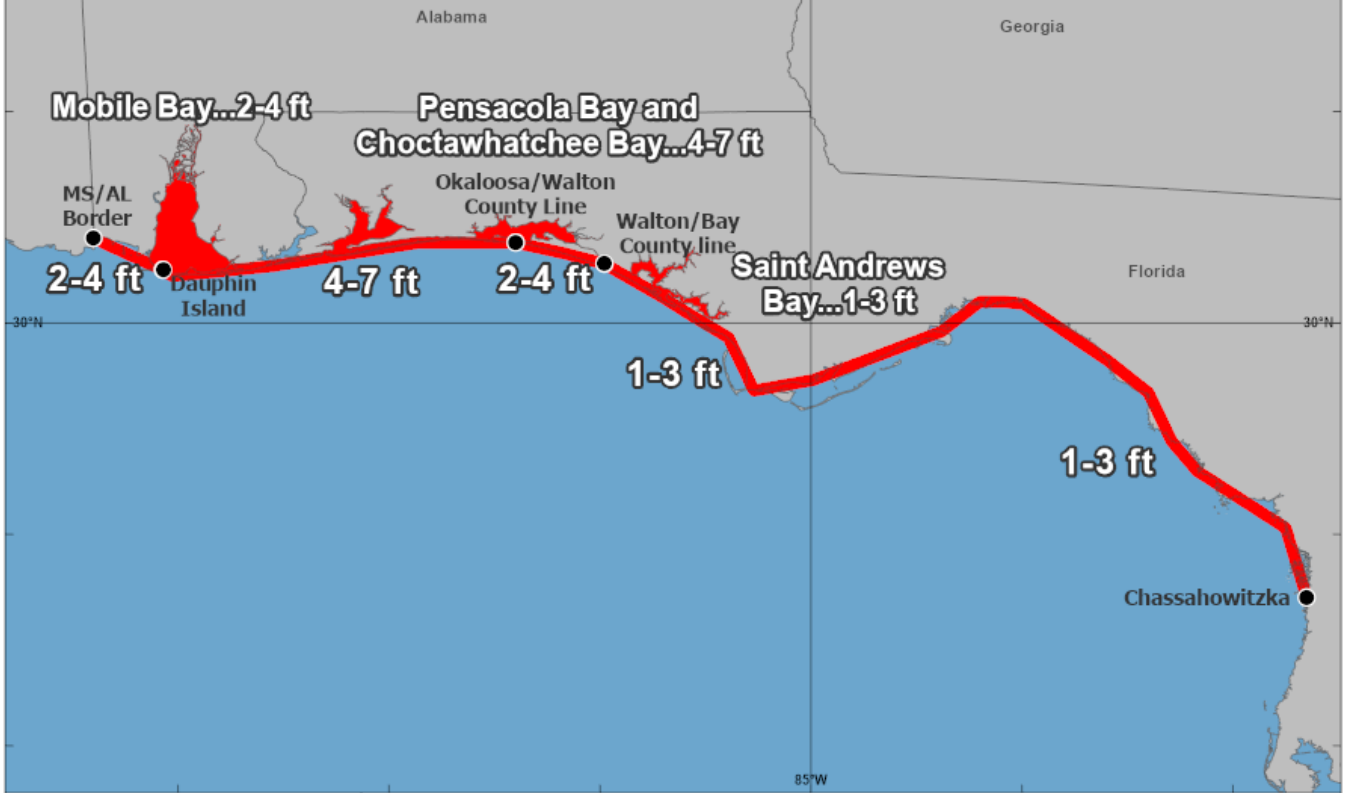 Alabama
Georgia
Mobile Bay...2-4 ft
Pensacola Bay and
Choctawhatchee Bay...4-7 ft
MS/AL
Border
Okaloosa/Walton
County Line
Walton/Bay
County line
2-4 ft
Dauphin
Island
4-7 ft
2-4 ft
Saint Andrews
Bay...1-3 ft
Florida
30°N
30°N
1-3 ft
1-3 ft
Chassahowitzka
85°W